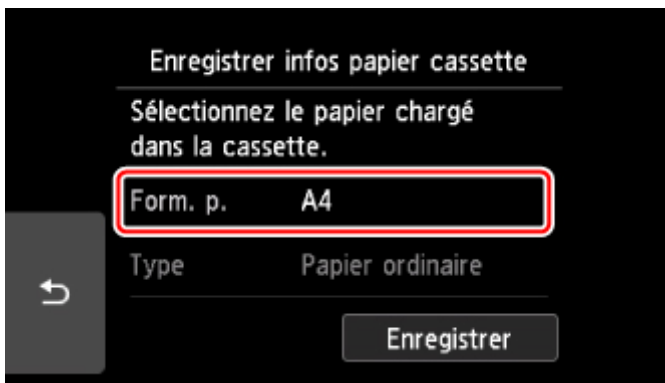 Enregistrer infos papier cassette
Sélectionnez le papier chargé
dans la cassette.
Form. p. A4
Type Papier ordinaire
Enregistrer